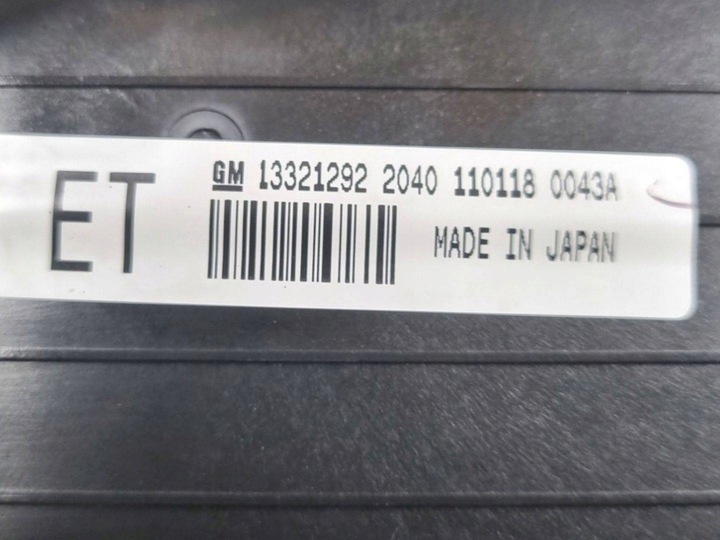 ET
GM 13321292 2040 110118 0043A
MADE IN JAPAN